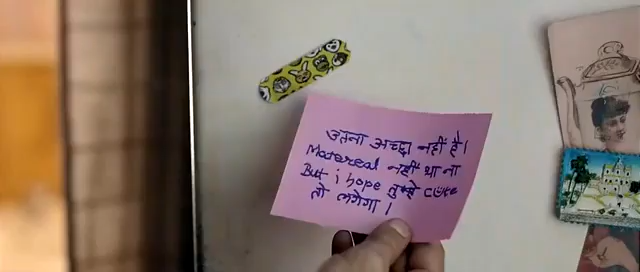 उतना अच्छा नहीं है।
Matereal नहीं था ना
But i hope तुम्हे cute
तो लगेगा।